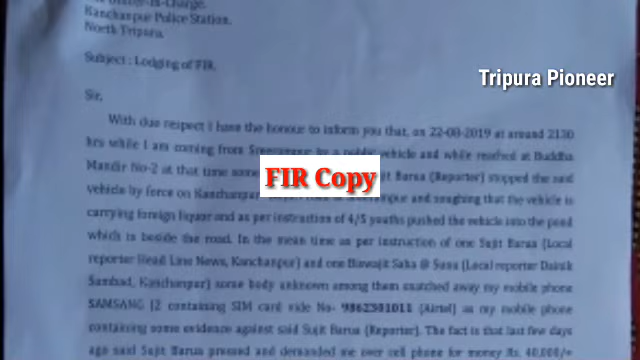 Officer-In-Charge.
Kanchanpur Police Station.
North Tripura.
Subject : Lodging of FIR.
Tripura Pioneer
Sir,
With due respect I have the honour to inform you that, on 22-08-2019 at around 2130
hrs while I am coming from by a public vehicle and while reached at Buddha
Mandir No-2 at that time Barua (Reporter) stopped the said
FIR Copy
vehicle by force on Kanchanpur and saughing that the vehicle is
carrying foreign liquor and as per instruction of 4/5 youths pushed the vehicle into the pond
which is beside the road. In the mean time as per instruction of one Sujit Barua (Local
reporter Head Line News, Kanchanpur) and one Biswajit Saha @ Sanu (Local reporter Dainik
Sambad, Kanchanpur) some body unknown among them snatched away my mobile phone
SAMSANG J2 containing SIM card vide No- 9862301011 (Airtel) as my mobile phone
containing some evidence against said Sujit Barua (Reporter). The fact is that last few days
ago said Sujit Barua pressed and demanded me over cell phone for money Rs. 40,000/=